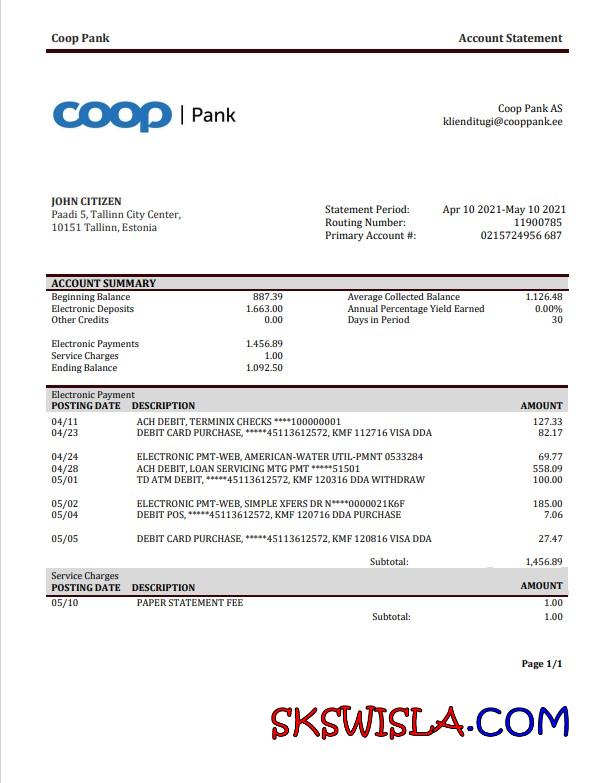 Coop Pank Account Statement
coop | Pank
Coop Pank AS
klienditugi@cooppank.ee
JOHN CITIZEN
Paadi 5, Tallinn City Center,
10151 Tallinn, Estonia
Statement Period: Apr 10 2021-May 10 2021
Routing Number: 11900785
Primary Account #: 0215724956 687
ACCOUNT SUMMARY
Beginning Balance 887.39 Average Collected Balance 1.126.48
Electronic Deposits 1.663.00 Annual Percentage Yield Earned 0.00%
Other Credits 0.00 Days in Period 30
Electronic Payments 1.456.89
Service Charges 1.00
Ending Balance 1.092.50
Electronic Payment
POSTING DATE DESCRIPTION AMOUNT
04/11 ACH DEBIT, TERMINIX CHECKS ****100000001 127.33
04/23 DEBIT CARD PURCHASE, *****45113612572, KMF 112716 VISA DDA 82.17
04/24 ELECTRONIC PMT-WEB, AMERICAN-WATER UTIL-PMNT 0533284 69.77
04/28 ACH DEBIT, LOAN SERVICING MTG PMT *****51501 558.09
05/01 TD ATM DEBIT, *****45113612572, KMF 120316 DDA WITHDRAW 100.00
05/02 ELECTRONIC PMT-WEB, SIMPLE XFERS DR N****0000021K6F 185.00
05/04 DEBIT POS, *****45113612572, KMF 120716 DDA PURCHASE 7.06
05/05 DEBIT CARD PURCHASE, *****45113612572, KMF 120816 VISA DDA 27.47
Subtotal: 1,456.89
Service Charges
POSTING DATE DESCRIPTION AMOUNT
05/10 PAPER STATEMENT FEE 1.00
Subtotal: 1.00
Page 1/1
SKSWISLA.COM